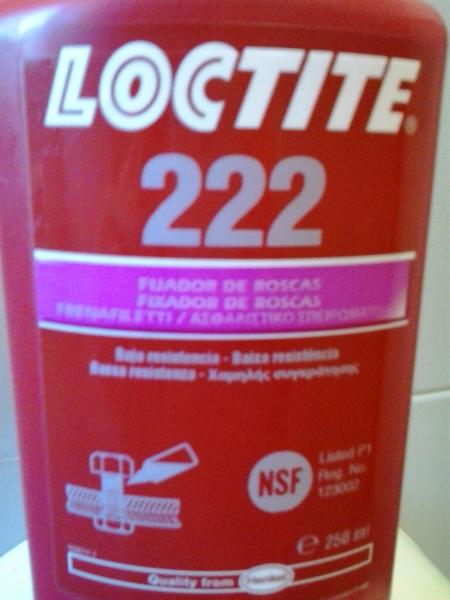 LOCTITE®
222
FIJADOR DE ROSCAS
FIXADOR DE ROSCAS
FRENAFILETTI / ΑΣΦΑΛΙΣΤΙΚΟ ΣΠΕΙΡΩΜΑΤΩΝ
Baja resistencia - Baixa resistência
Bassa resistenza - Χαμηλής συγκράτησης
NSF
Listed P1
Reg. No.
123002
℮ 250 ml
Quality from Henkel